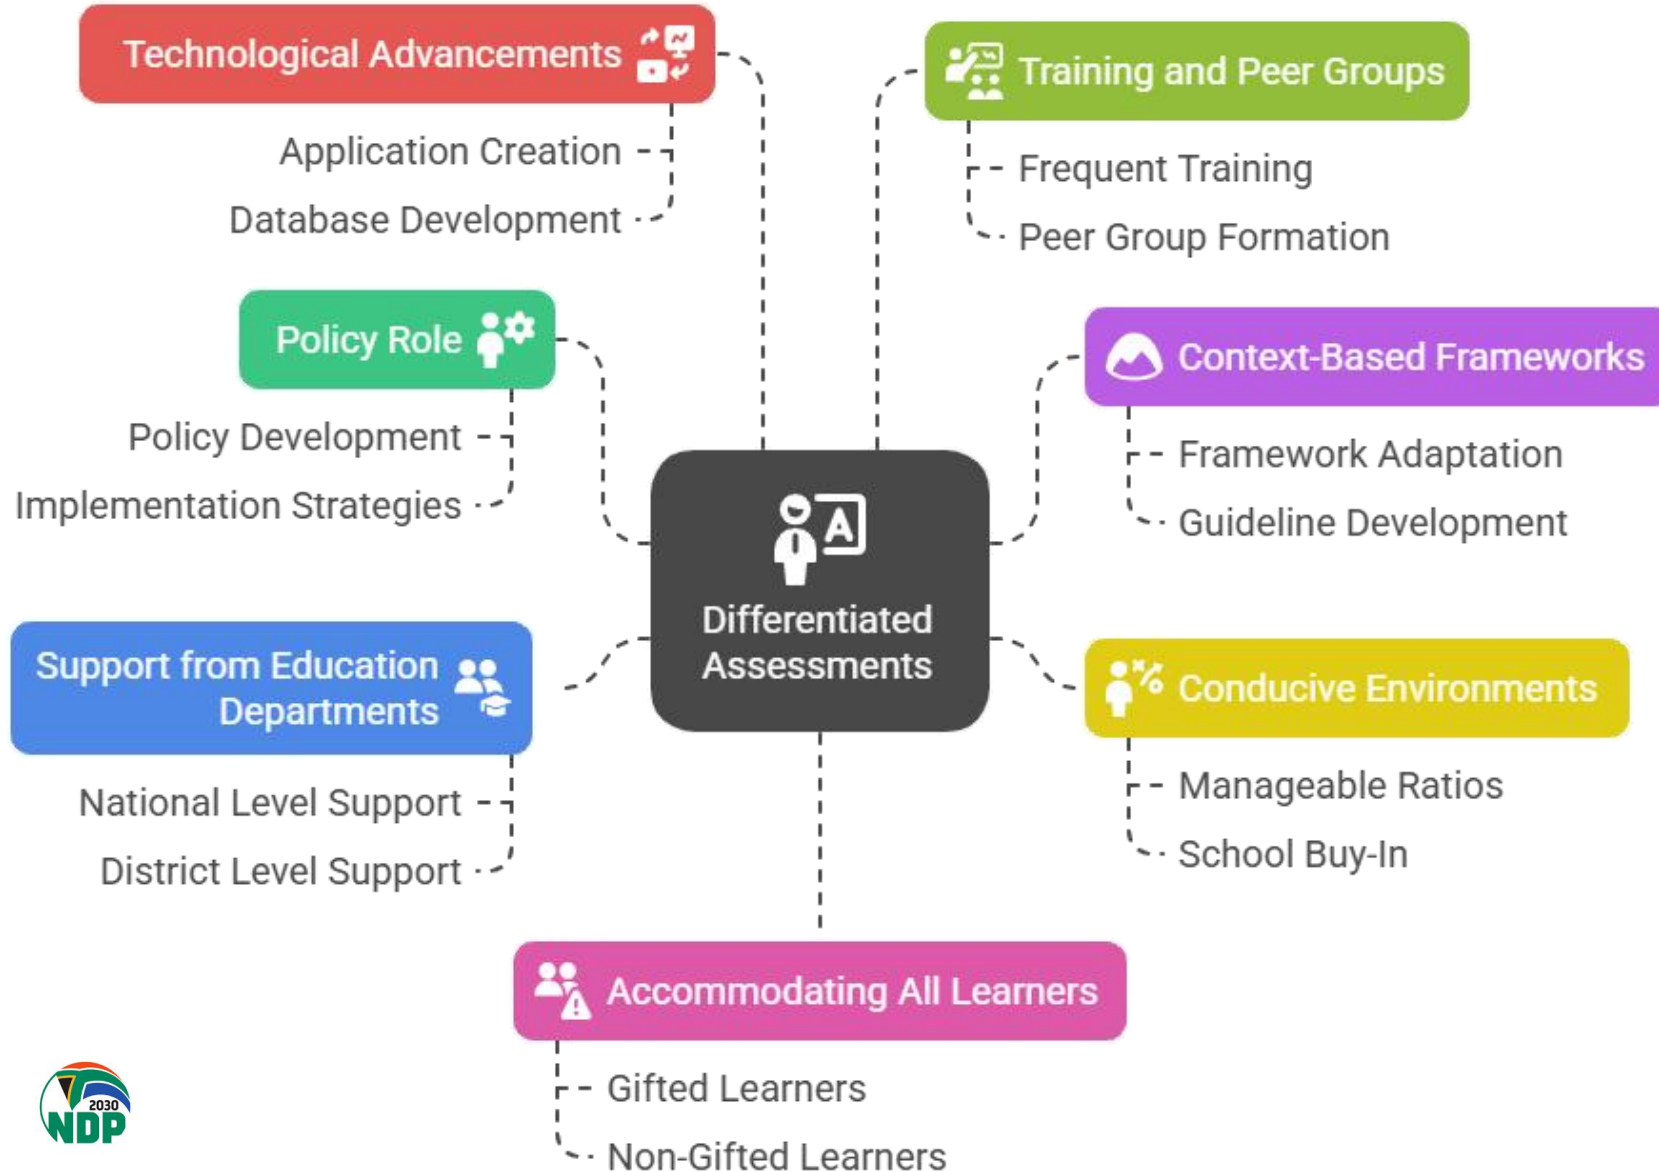 Technological Advancements
Application Creation
Database Development
Training and Peer Groups
Frequent Training
Peer Group Formation
Policy Role
Policy Development
Implementation Strategies
Context-Based Frameworks
Framework Adaptation
Guideline Development
A
Differentiated
Assessments
Support from Education
Departments
National Level Support
District Level Support
Conducive Environments
Manageable Ratios
School Buy-In
Accommodating All Learners
Gifted Learners
Non-Gifted Learners
2030
NDP